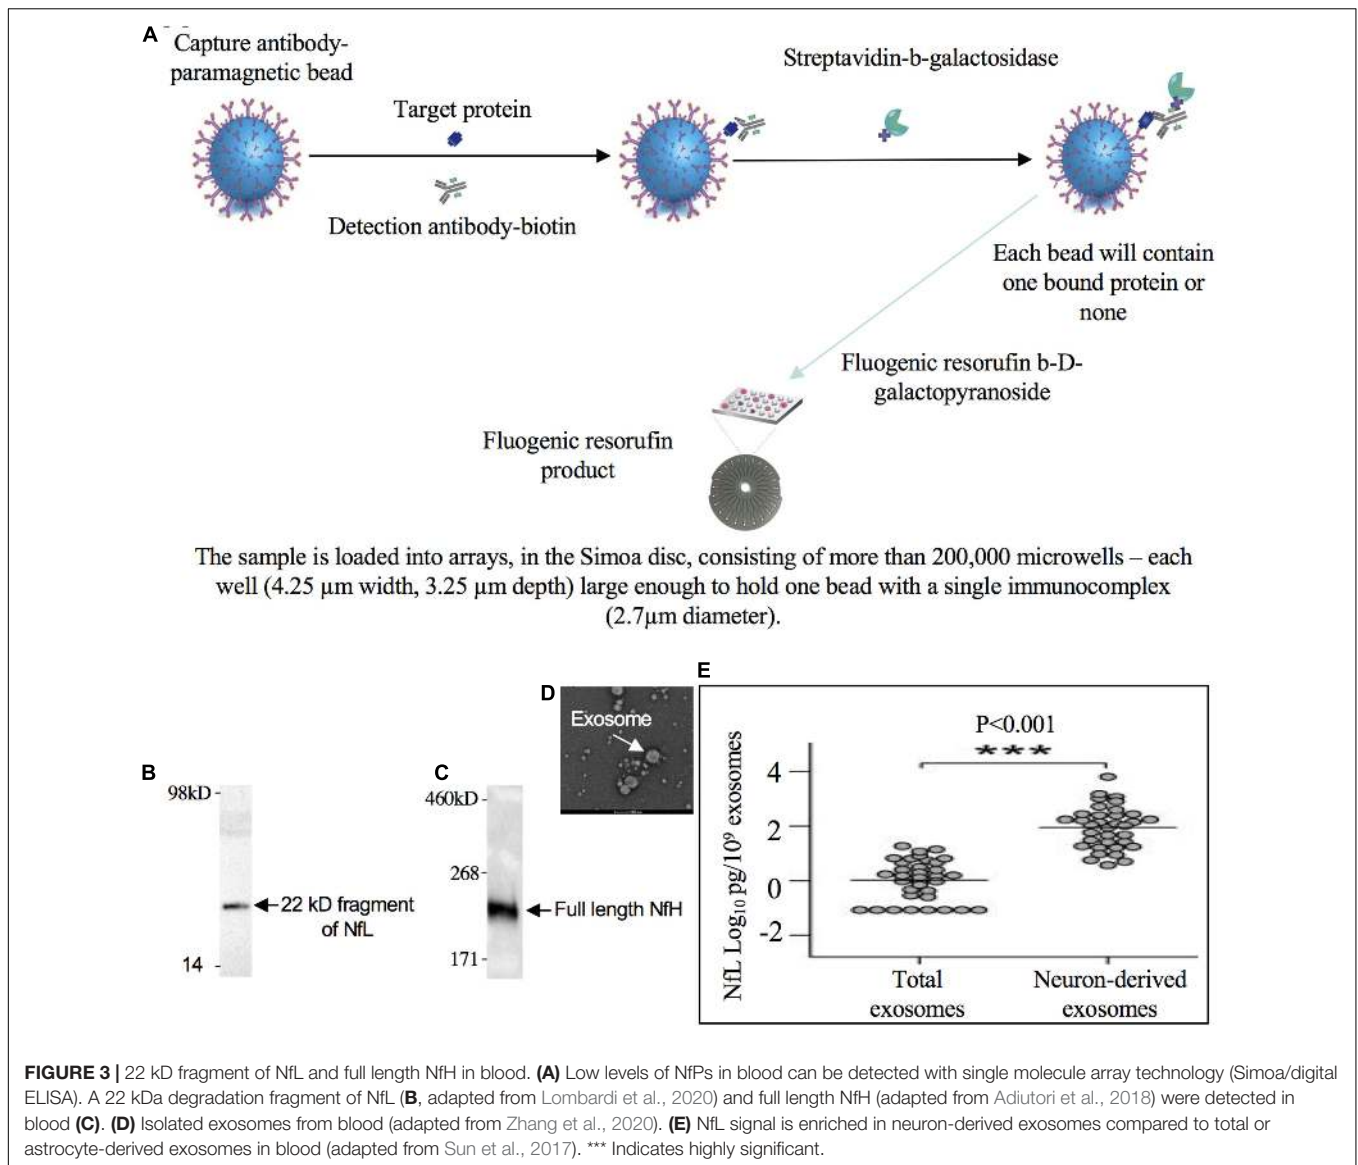 A
Capture antibody-
paramagnetic bead
Target protein
Detection antibody-biotin
Streptavidin-b-galactosidase
Each bead will contain
one bound protein or
none
Fluogenic resorufin b-D-
galactopyranoside
Fluogenic resorufin
product
The sample is loaded into arrays, in the Simoa disc, consisting of more than 200,000 microwells – each
well (4.25 µm width, 3.25 µm depth) large enough to hold one bead with a single immunocomplex
(2.7µm diameter).
B
98kD
22 kD fragment
of NfL
14
C
460kD
268
Full length NfH
171
D
Exosome
E
P<0.001
***
NfL Log10 pg/10⁹ exosomes
4
2
0
-2
Total
exosomes
Neuron-derived
exosomes
FIGURE 3 | 22 kD fragment of NfL and full length NfH in blood. (A) Low levels of NfPs in blood can be detected with single molecule array technology (Simoa/digital
ELISA). A 22 kDa degradation fragment of NfL (B, adapted from Lombardi et al., 2020) and full length NfH (adapted from Adiutori et al., 2018) were detected in
blood (C). (D) Isolated exosomes from blood (adapted from Zhang et al., 2020). (E) NfL signal is enriched in neuron-derived exosomes compared to total or
astrocyte-derived exosomes in blood (adapted from Sun et al., 2017). *** Indicates highly significant.